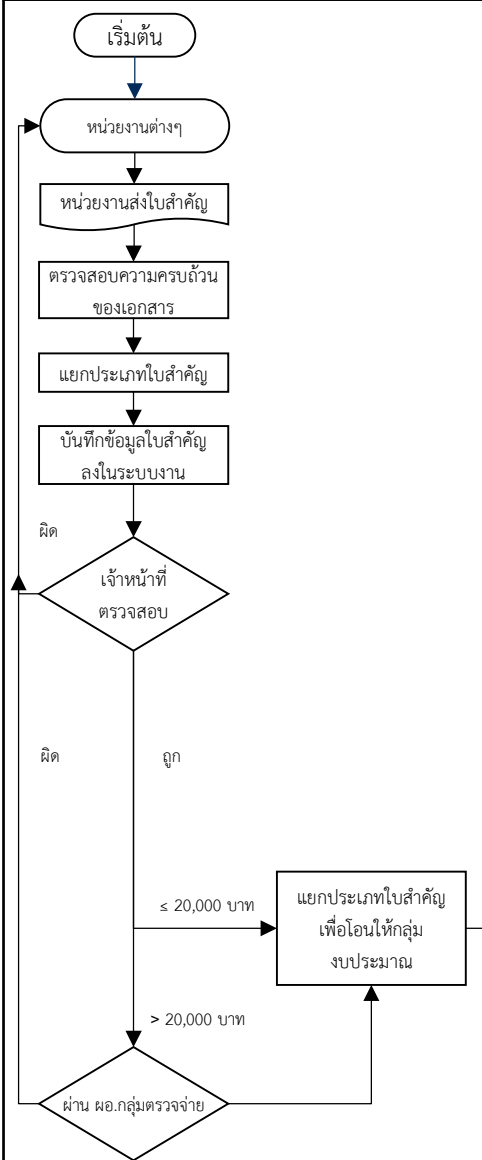 เริ่มต้น
หน่วยงานต่างๆ
หน่วยงานส่งใบสำคัญ
ตรวจสอบความครบถ้วน
ของเอกสาร
แยกประเภทใบสำคัญ
บันทึกข้อมูลใบสำคัญ
ลงในระบบงาน
ผิด
เจ้าหน้าที่
ตรวจสอบ
ผิด
ถูก
≤ 20,000 บาท
แยกประเภทใบสำคัญ
เพื่อโอนให้กลุ่ม
งบประมาณ
> 20,000 บาท
ผ่าน ผอ.กลุ่มตรวจจ่าย